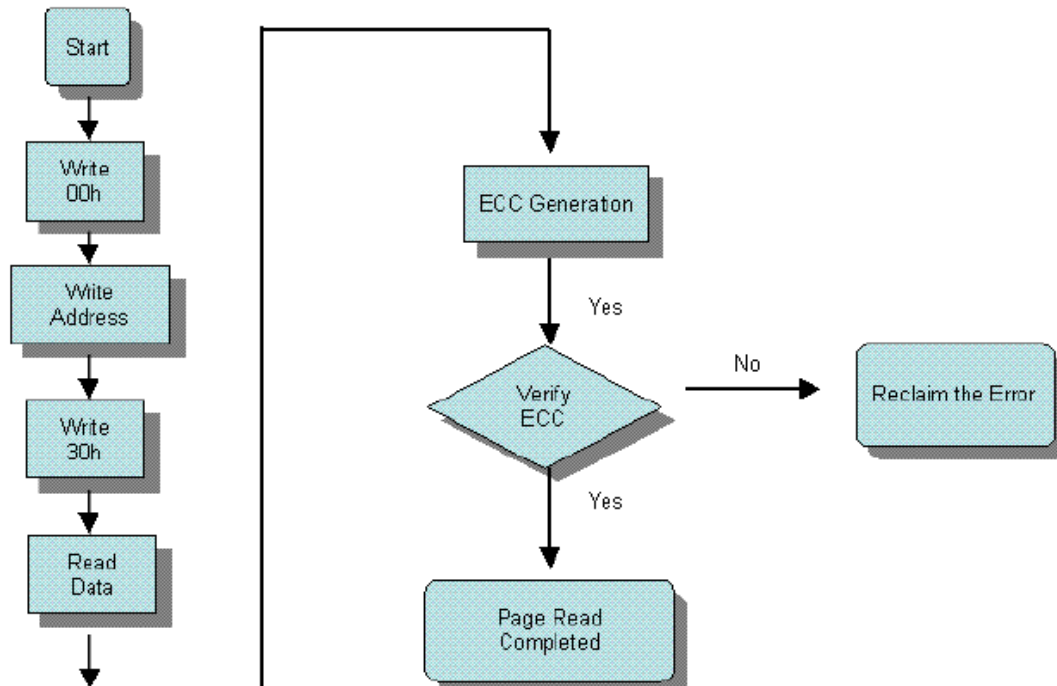 Start
Write
00h
Write
Address
Write
30h
Read
Data
ECC Generation
Yes
Verify
ECC
No
Reclaim the Error
Yes
Page Read
Completed